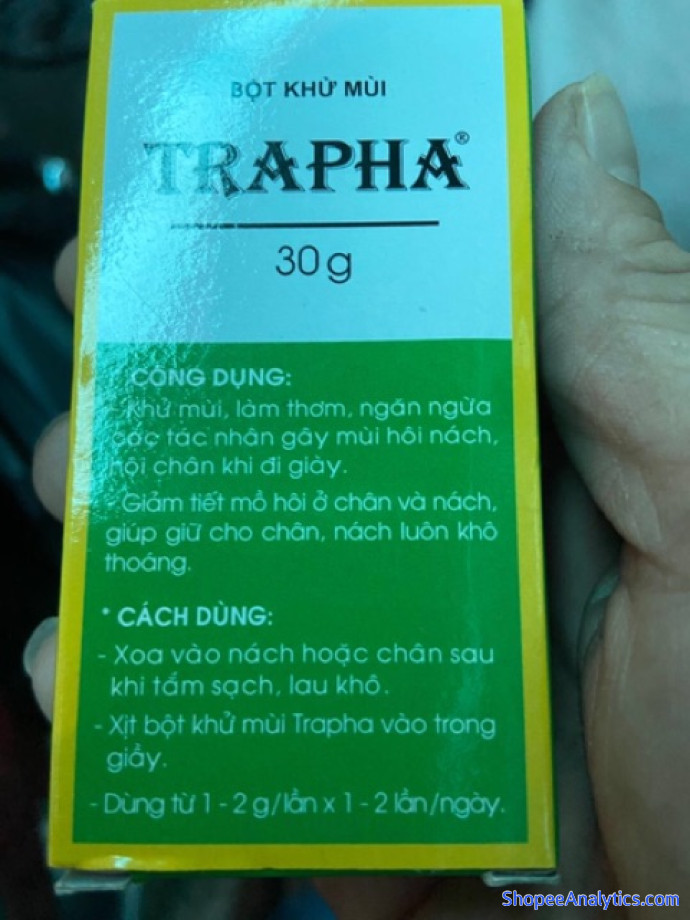 BỘT KHỬ MÙI
TRAPHA®
30g
CÔNG DỤNG:
Khử mùi, làm thơm, ngăn ngừa
các tác nhân gây mùi hôi nách,
hôi chân khi đi giày.
Giảm tiết mồ hôi ở chân và nách,
giúp giữ cho chân, nách luôn khô
thoáng.
* CÁCH DÙNG:
- Xoa vào nách hoặc chân sau
khi tắm sạch, lau khô.
- Xịt bột khử mùi Trapha vào trong
giầy.
- Dùng từ 1 - 2 g/lần x 1 - 2 lần/ngày.
ShopeeAnalytics.com